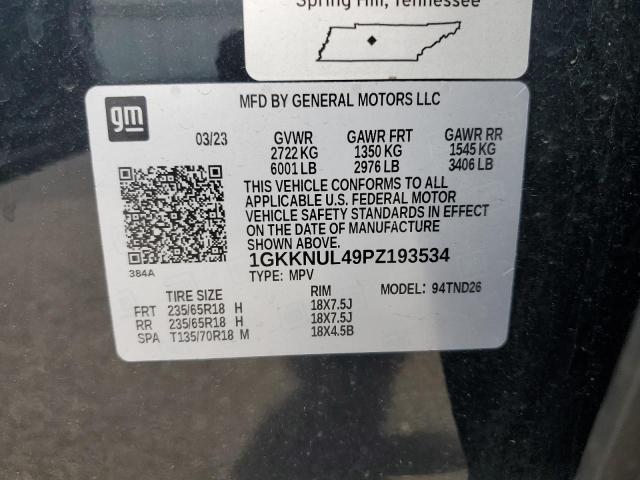 Spring Hill, Tennessee
gm
MFD BY GENERAL MOTORS LLC
03/23 GVWR GAWR FRT GAWR RR
2722 KG 1350 KG 1545 KG
6001 LB 2976 LB 3406 LB
THIS VEHICLE CONFORMS TO ALL
APPLICABLE U.S. FEDERAL MOTOR
VEHICLE SAFETY STANDARDS IN EFFECT
ON THE DATE OF MANUFACTURE
SHOWN ABOVE.
384A
1GKKNUL49PZ193534
TYPE: MPV
TIRE SIZE RIM MODEL: 94TND26
FRT 235/65R18 H 18X7.5J
RR 235/65R18 H 18X7.5J
SPA T135/70R18 M 18X4.5B